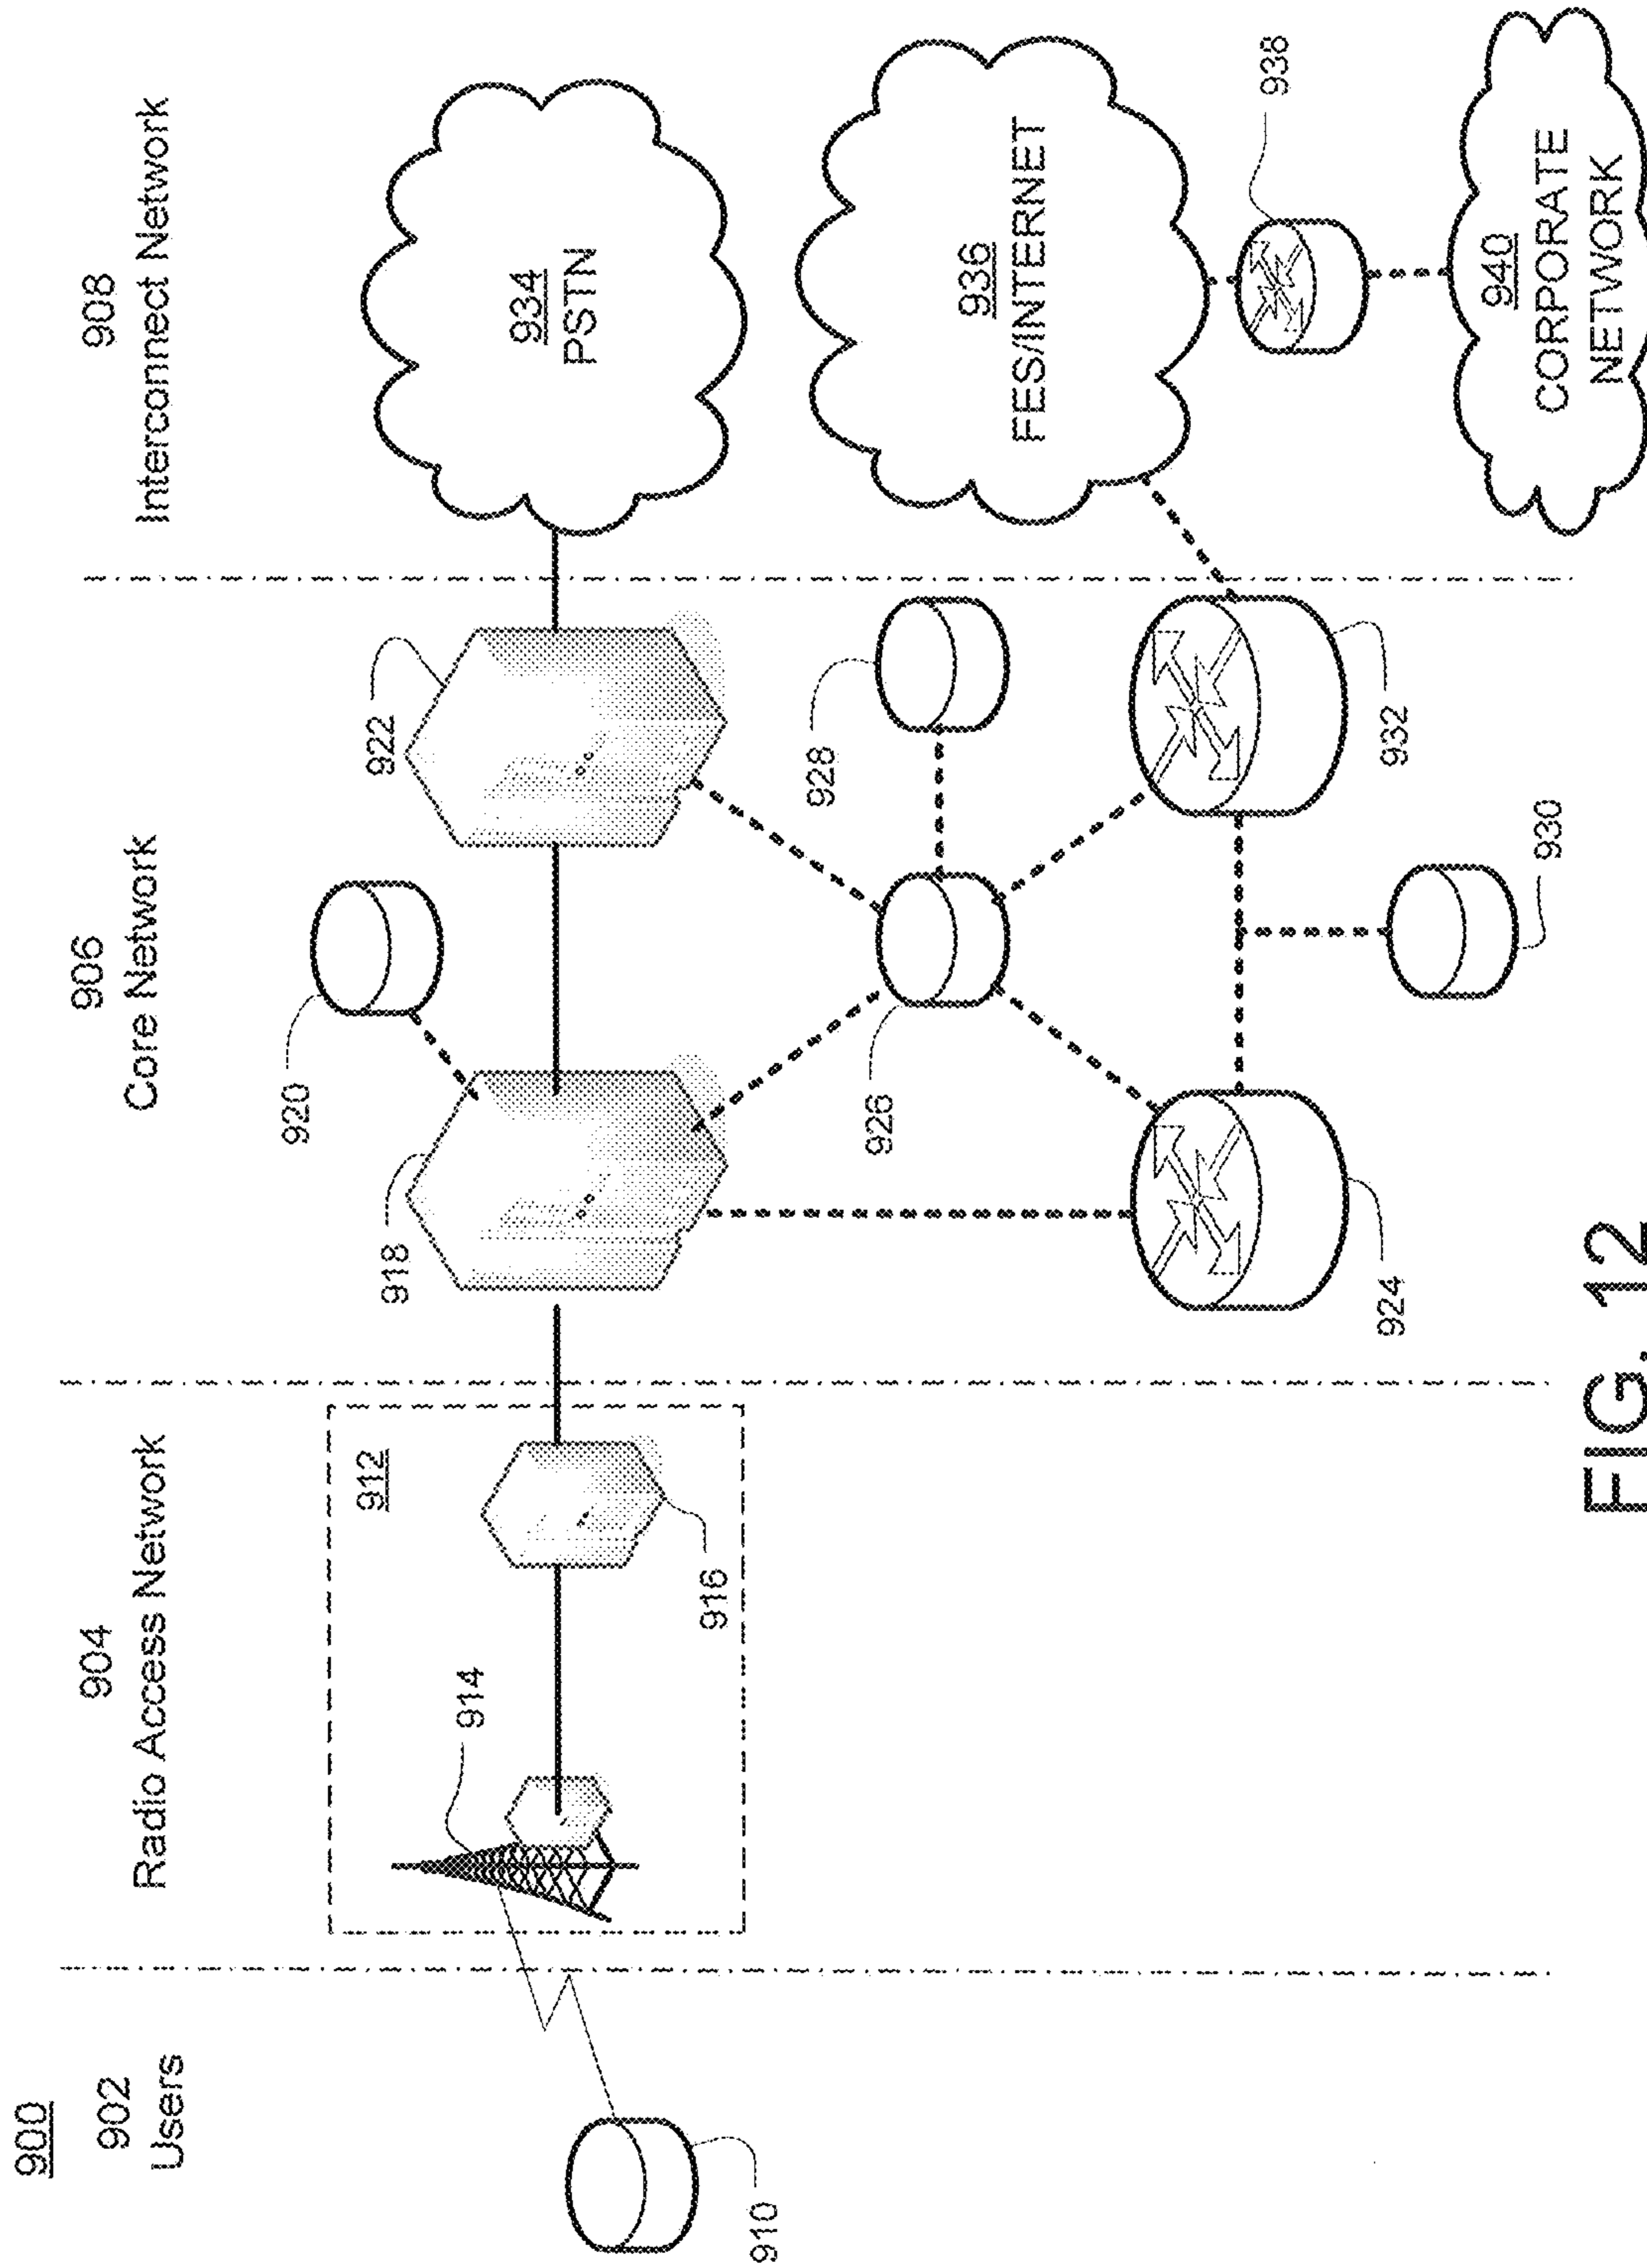 900
902
Users
904
Radio Access Network
906
Core Network
908
Interconnect Network
910
912
914
916
918
920
922
924
926
928
930
932
934
PSTN
936
FES/INTERNET
938
940
CORPORATE
NETWORK
FIG. 12